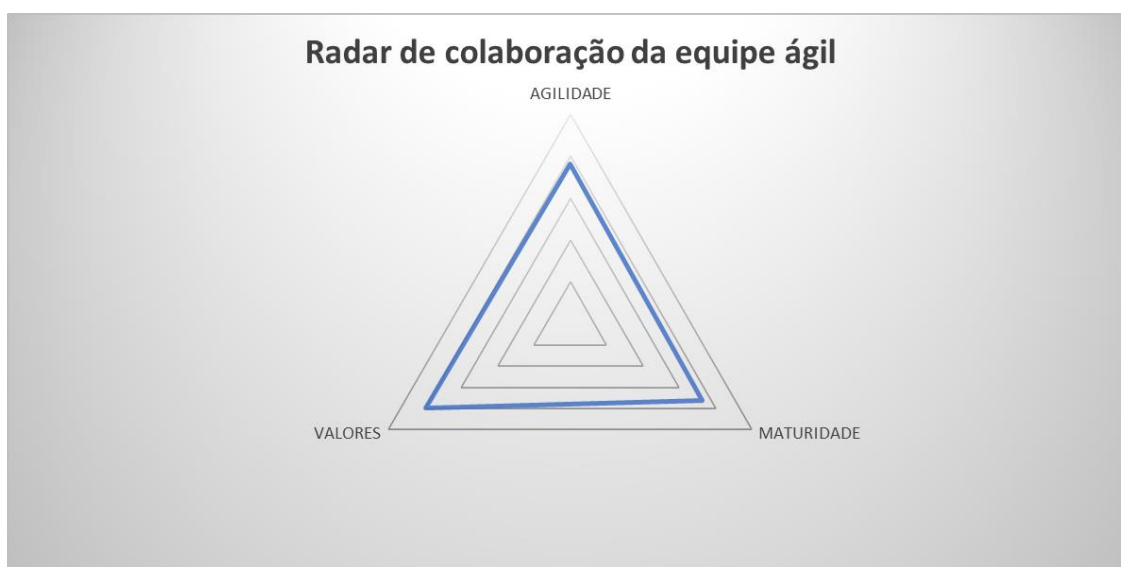 Radar de colaboração da equipe ágil
AGILIDADE
VALORES
MATURIDADE